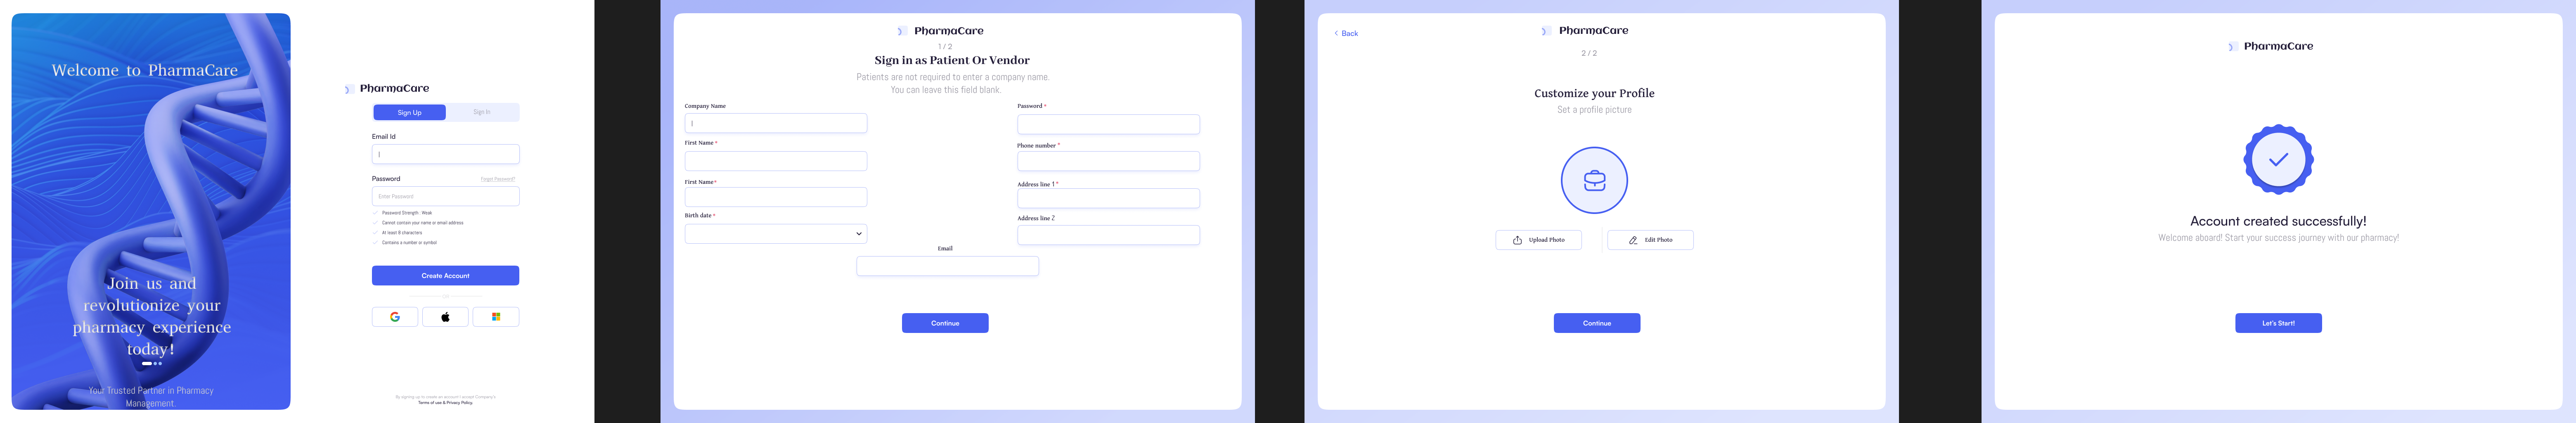 Welcome to PharmaCare
Join us and
revolutionize your
pharmacy experience
today!
Your Trusted Partner in Pharmacy
Management.
PharmaCare
Sign Up
Sign In
Email Id
Password
Forgot Password?
Enter Password
Password Strength : Weak
Cannot contain your name or email address
At least 8 characters
Contains a number or symbol
Create Account
OR
By signing up to create an account I accept Company's
Terms of use & Privacy Policy.
PharmaCare
1 / 2
Sign in as Patient Or Vendor
Patients are not required to enter a company name.
You can leave this field blank.
Company Name
First Name *
First Name*
Birth date *
Password *
Phone number *
Address line 1 *
Address line 2
Email
Continue
Back
PharmaCare
2 / 2
Customize your Profile
Set a profile picture
Upload Photo
Edit Photo
Continue
PharmaCare
Account created successfully!
Welcome aboard! Start your success journey with our pharmacy!
Let's Start!